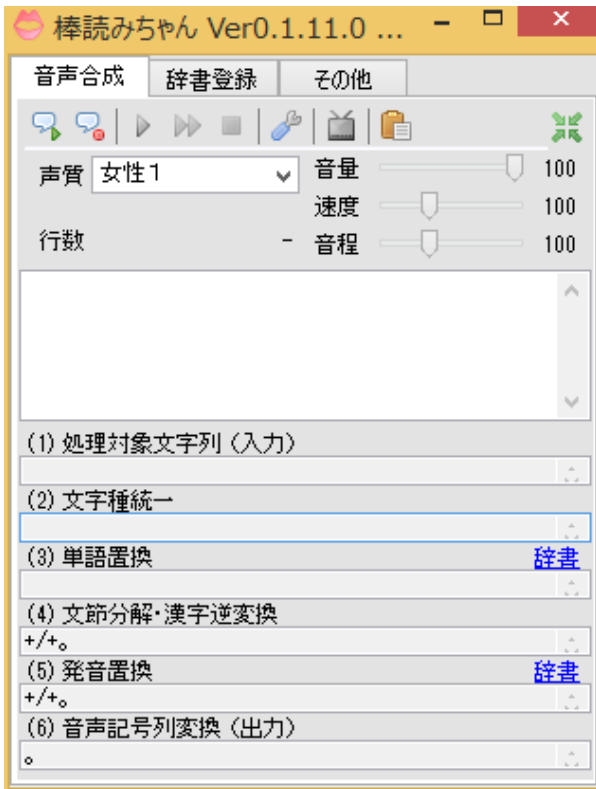 棒読みちゃん Ver0.1.11.0 ...
音声合成 辞書登録 その他
声質 女性1 音量 100
速度 100
行数 - 音程 100
(1) 処理対象文字列（入力）
(2) 文字種統一
(3) 単語置換 辞書
(4) 文節分解・漢字逆変換
+/+。
(5) 発音置換 辞書
+/+。
(6) 音声記号列変換（出力）
。